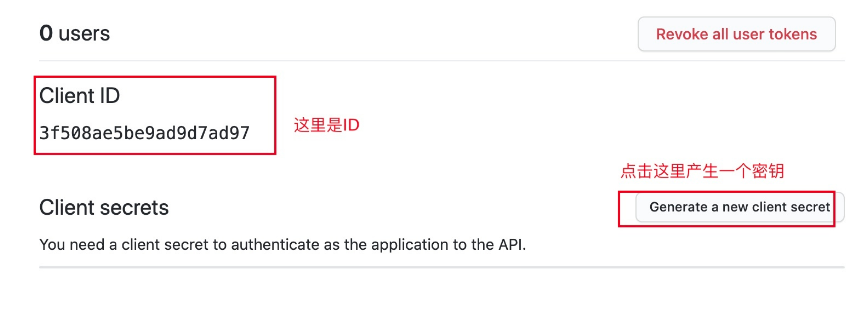 0 users
Revoke all user tokens
Client ID
3f508ae5be9ad9d7ad97
这里是ID
点击这里产生一个密钥
Client secrets
Generate a new client secret
You need a client secret to authenticate as the application to the API.